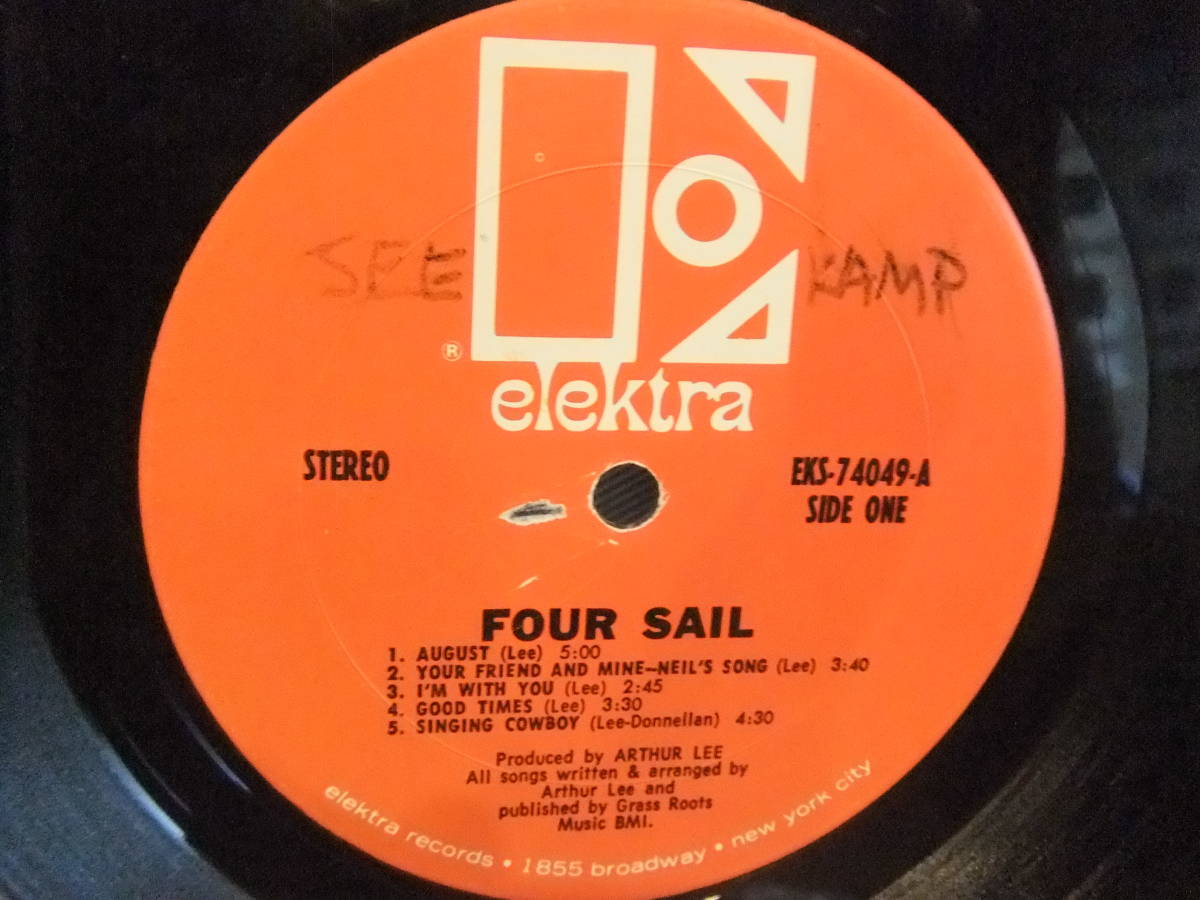 ©
SEE KAMP
®
elektra
STEREO
EKS-74049-A
SIDE ONE
FOUR SAIL
1. AUGUST (Lee) 5:00
2. YOUR FRIEND AND MINE—NEIL'S SONG (Lee) 3:40
3. I'M WITH YOU (Lee) 2:45
4. GOOD TIMES (Lee) 3:30
5. SINGING COWBOY (Lee-Donnellan) 4:30
Produced by ARTHUR LEE
All songs written & arranged by
Arthur Lee and
published by Grass Roots
Music BMI.
elektra records • 1855 broadway • new york city